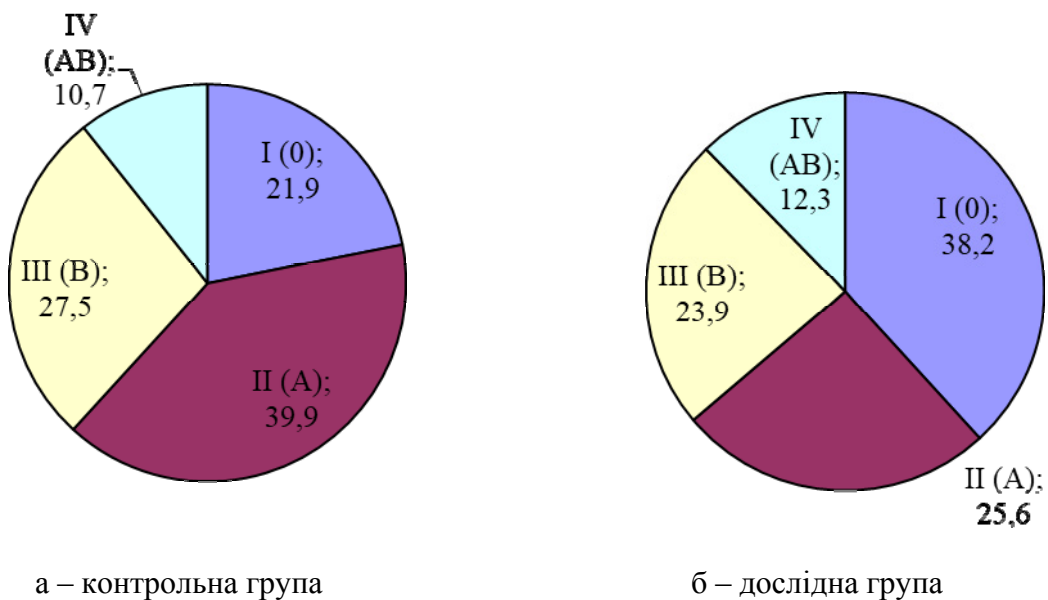 IV
(AB);
10,7
I (0);
21,9
III (B);
27,5
II (A);
39,9
IV
(AB);
12,3
I (0);
38,2
III (B);
23,9
II (A);
25,6
а – контрольна група
б – дослідна група